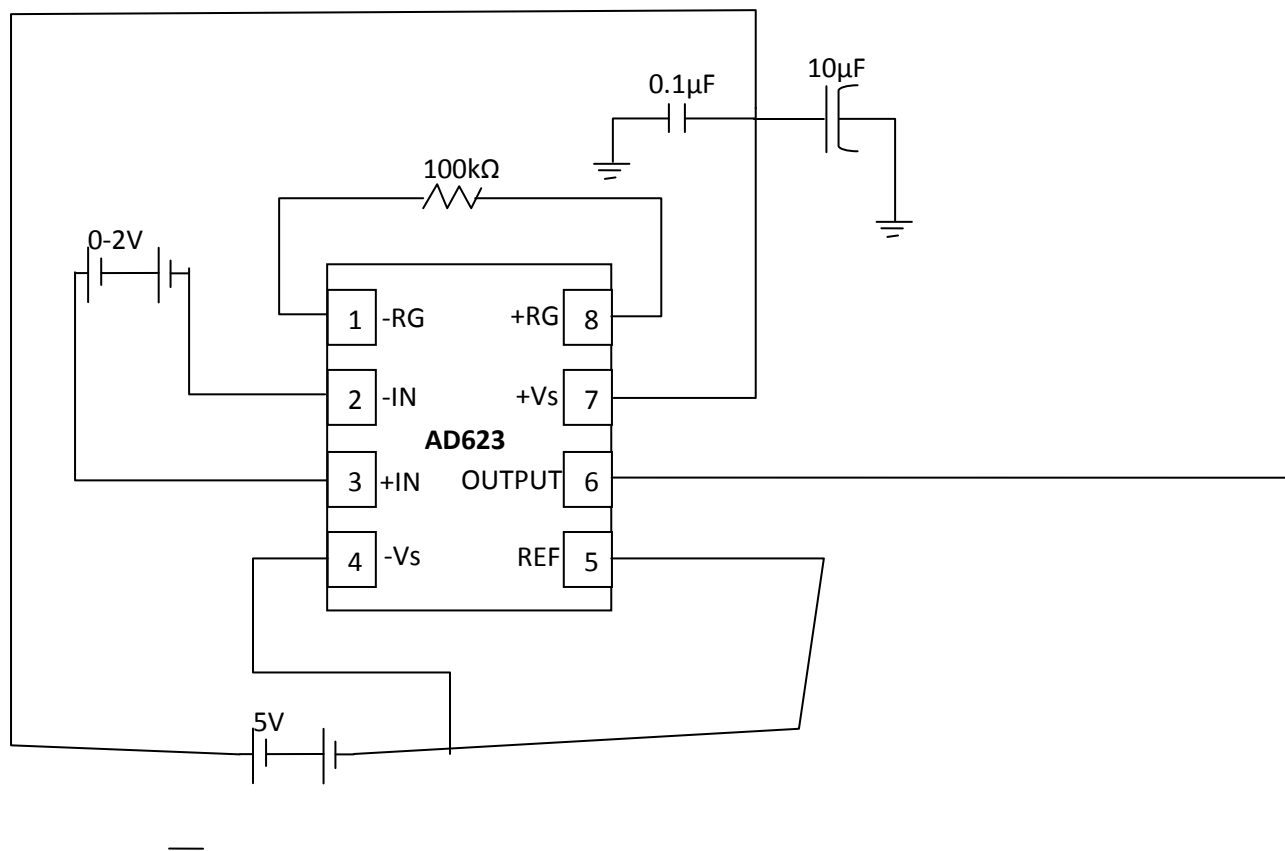 10µF
0.1µF
100kΩ
0-2V
1 -RG +RG 8
2 -IN +Vs 7
AD623
3 +IN OUTPUT 6
4 -Vs REF 5
5V